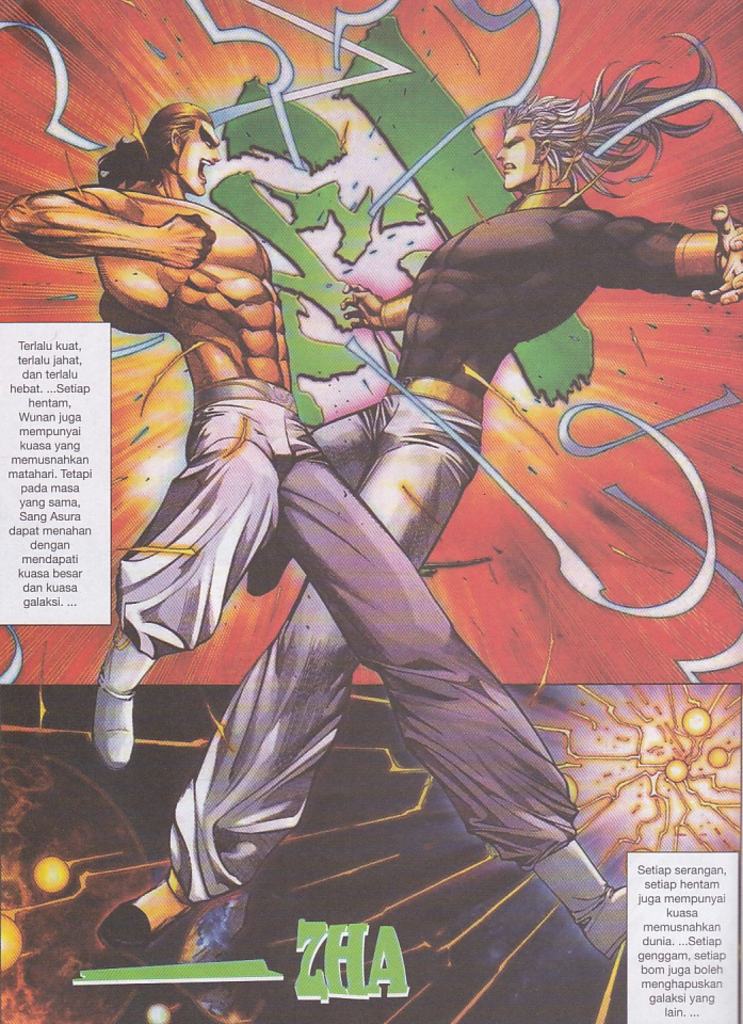 Terlalu kuat,
terlalu jahat,
dan terlalu
hebat. ...Setiap
hentam,
Wunan juga
mempunyai
kuasa yang
memusnahkan
matahari. Tetapi
pada masa
yang sama,
Sang Asura
dapat menahan
dengan
mendapati
kuasa besar
dan kuasa
galaksi. ...
Setiap serangan,
setiap hentam
juga mempunyai
kuasa
memusnahkan
dunia. ...Setiap
genggam, setiap
bom juga boleh
menghapuskan
galaksi yang
lain. ...
ZHA